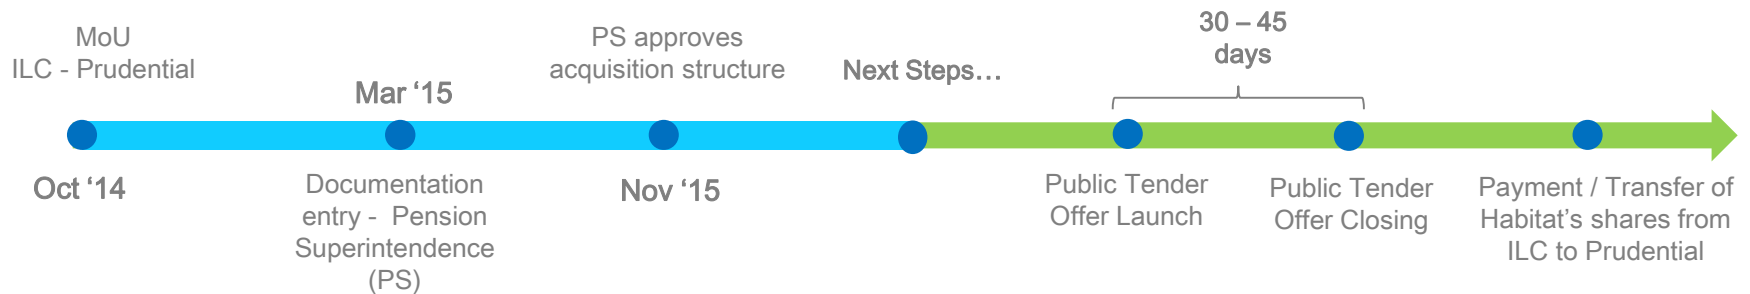 MoU
ILC - Prudential
Oct ‘14
Mar ‘15
Documentation
entry - Pension
Superintendence
(PS)
PS approves
acquisition structure
Nov ‘15
Next Steps…
30 – 45
days
Public Tender
Offer Launch
Public Tender
Offer Closing
Payment / Transfer of
Habitat’s shares from
ILC to Prudential